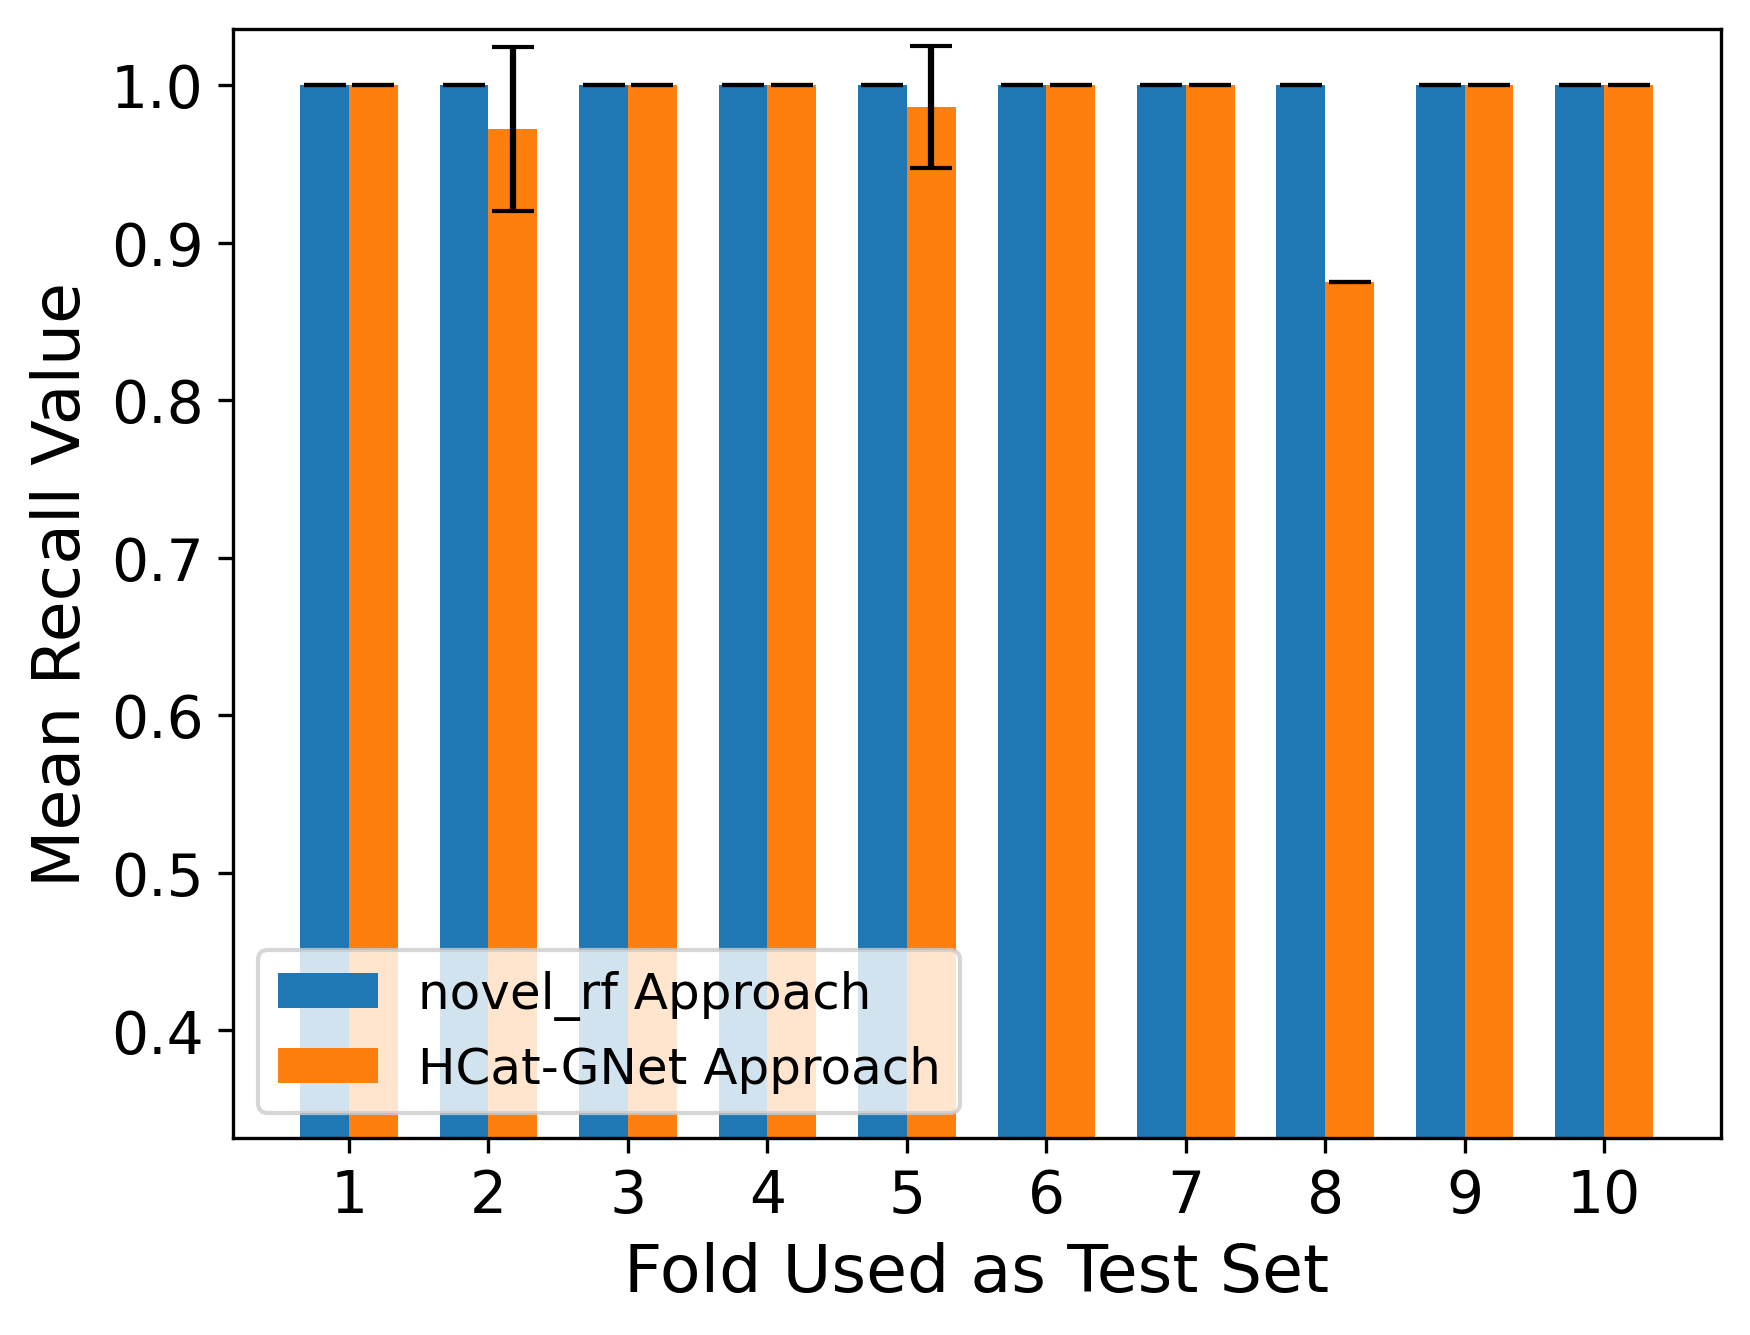 Mean Recall Value
1.0
0.9
0.8
0.7
0.6
0.5
0.4
novel_rf Approach
HCat-GNet Approach
1 2 3 4 5 6 7 8 9 10
Fold Used as Test Set